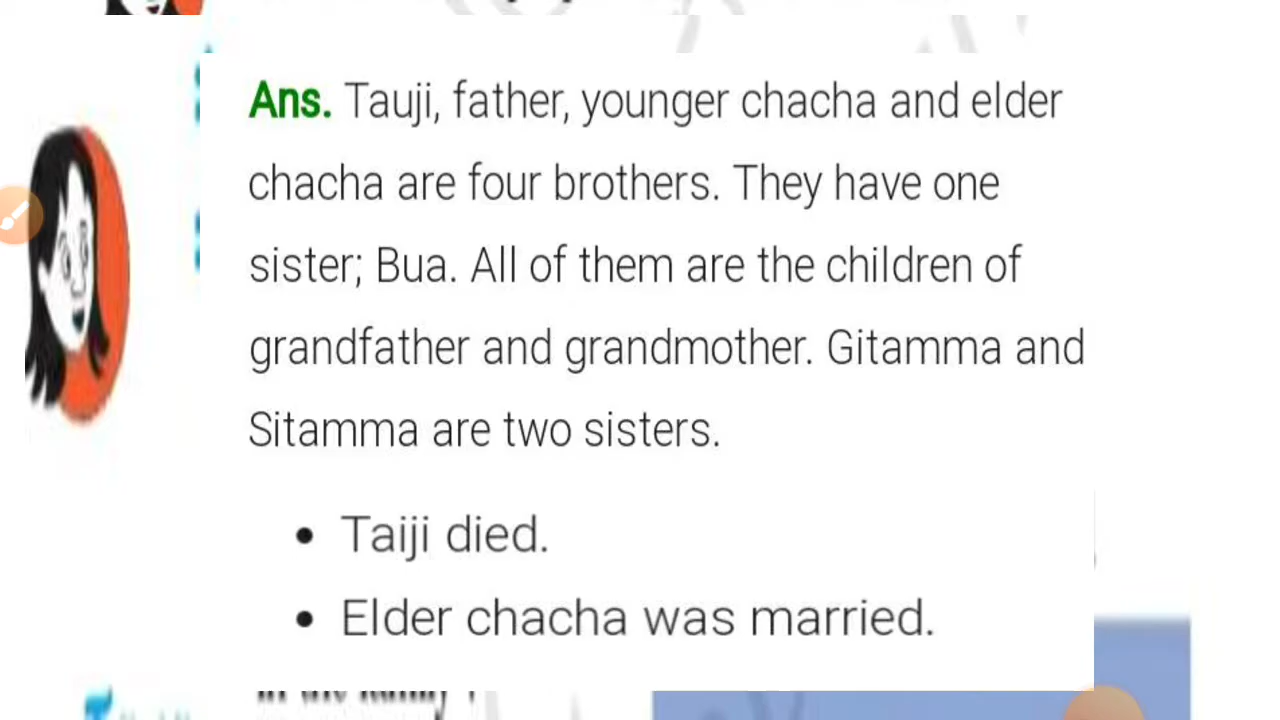 Ans. Tauji, father, younger chacha and elder
chacha are four brothers. They have one
sister; Bua. All of them are the children of
grandfather and grandmother. Gitamma and
Sitamma are two sisters.
• Taiji died.
• Elder chacha was married.